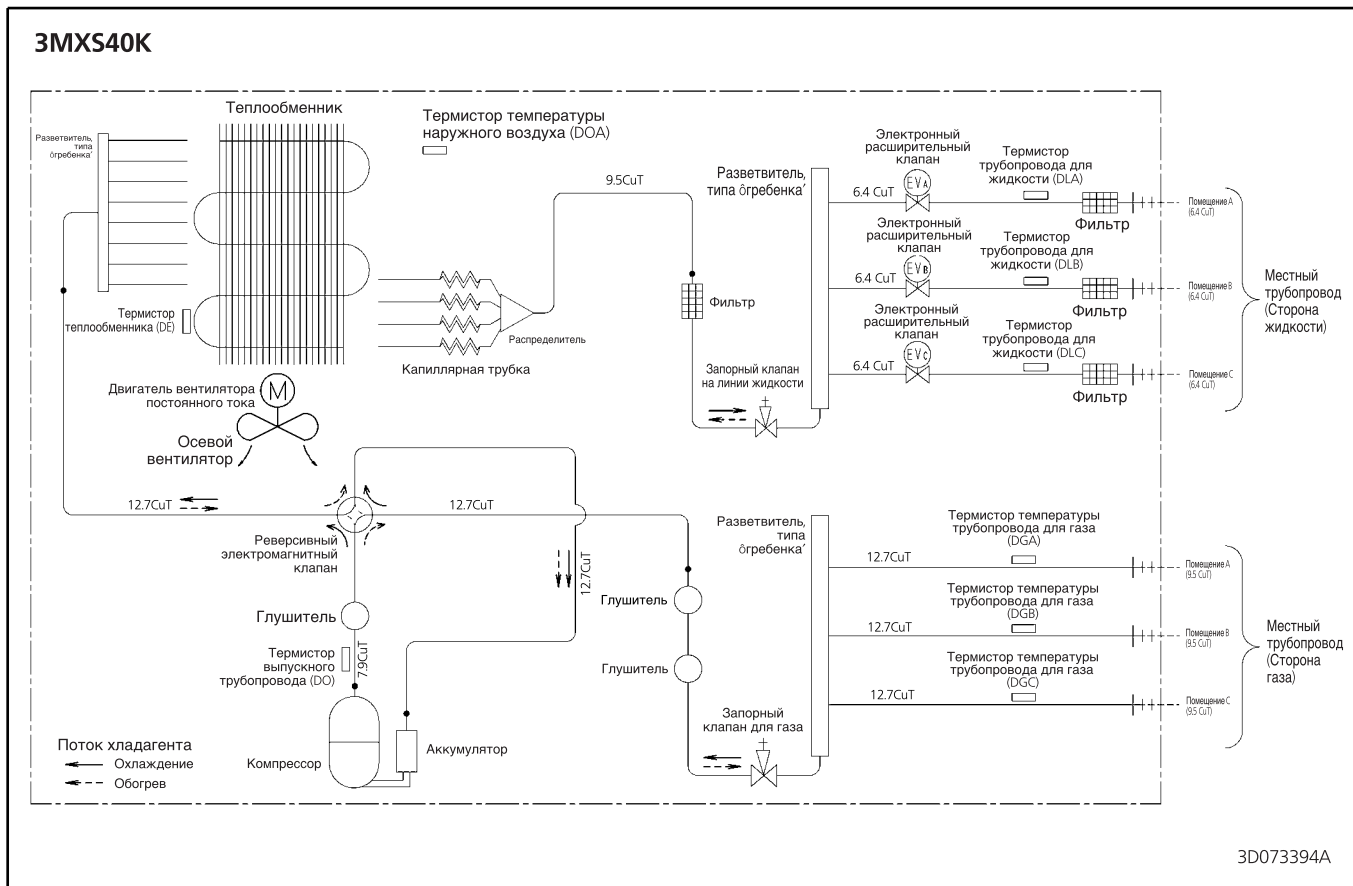 3MXS40K
Теплообменник
Разветвитель,
типа
ôгребенка′
Термистор температуры
наружного воздуха (DOA)
9.5CuT
Разветвитель,
типа ôгребенка′
Электронный
расширительный
клапан
EVA
6.4 CuT
Термистор
трубопровода для
жидкости (DLA)
Фильтр
Помещение A
(6.4 CuT)
Электронный
расширительный
клапан
EVB
6.4 CuT
Термистор
трубопровода для
жидкости (DLB)
Фильтр
Помещение B
(6.4 CuT)
Электронный
расширительный
клапан
EVC
6.4 CuT
Термистор
трубопровода для
жидкости (DLC)
Фильтр
Помещение C
(6.4 CuT)
Местный
трубопровод
(Сторона
жидкости)
Термистор
теплообменника (DE)
Распределитель
Капиллярная трубка
Фильтр
Запорный клапан
на линии жидкости
Двигатель вентилятора
постоянного тока
M
Осевой
вентилятор
12.7CuT
12.7CuT
Реверсивный
электромагнитный
клапан
12.7CuT
Глушитель
Термистор
выпускного
трубопровода (DO)
7.9CuT
Компрессор
Аккумулятор
Глушитель
Глушитель
Запорный
клапан для газа
Разветвитель,
типа
ôгребенка′
Термистор температуры
трубопровода для газа
(DGA)
12.7CuT
Помещение A
(9.5 CuT)
Термистор температуры
трубопровода для газа
(DGB)
12.7CuT
Помещение B
(9.5 CuT)
Термистор температуры
трубопровода для газа
(DGC)
12.7CuT
Помещение C
(9.5 CuT)
Местный
трубопровод
(Сторона
газа)
Поток хладагента
Охлаждение
Обогрев
3D073394A